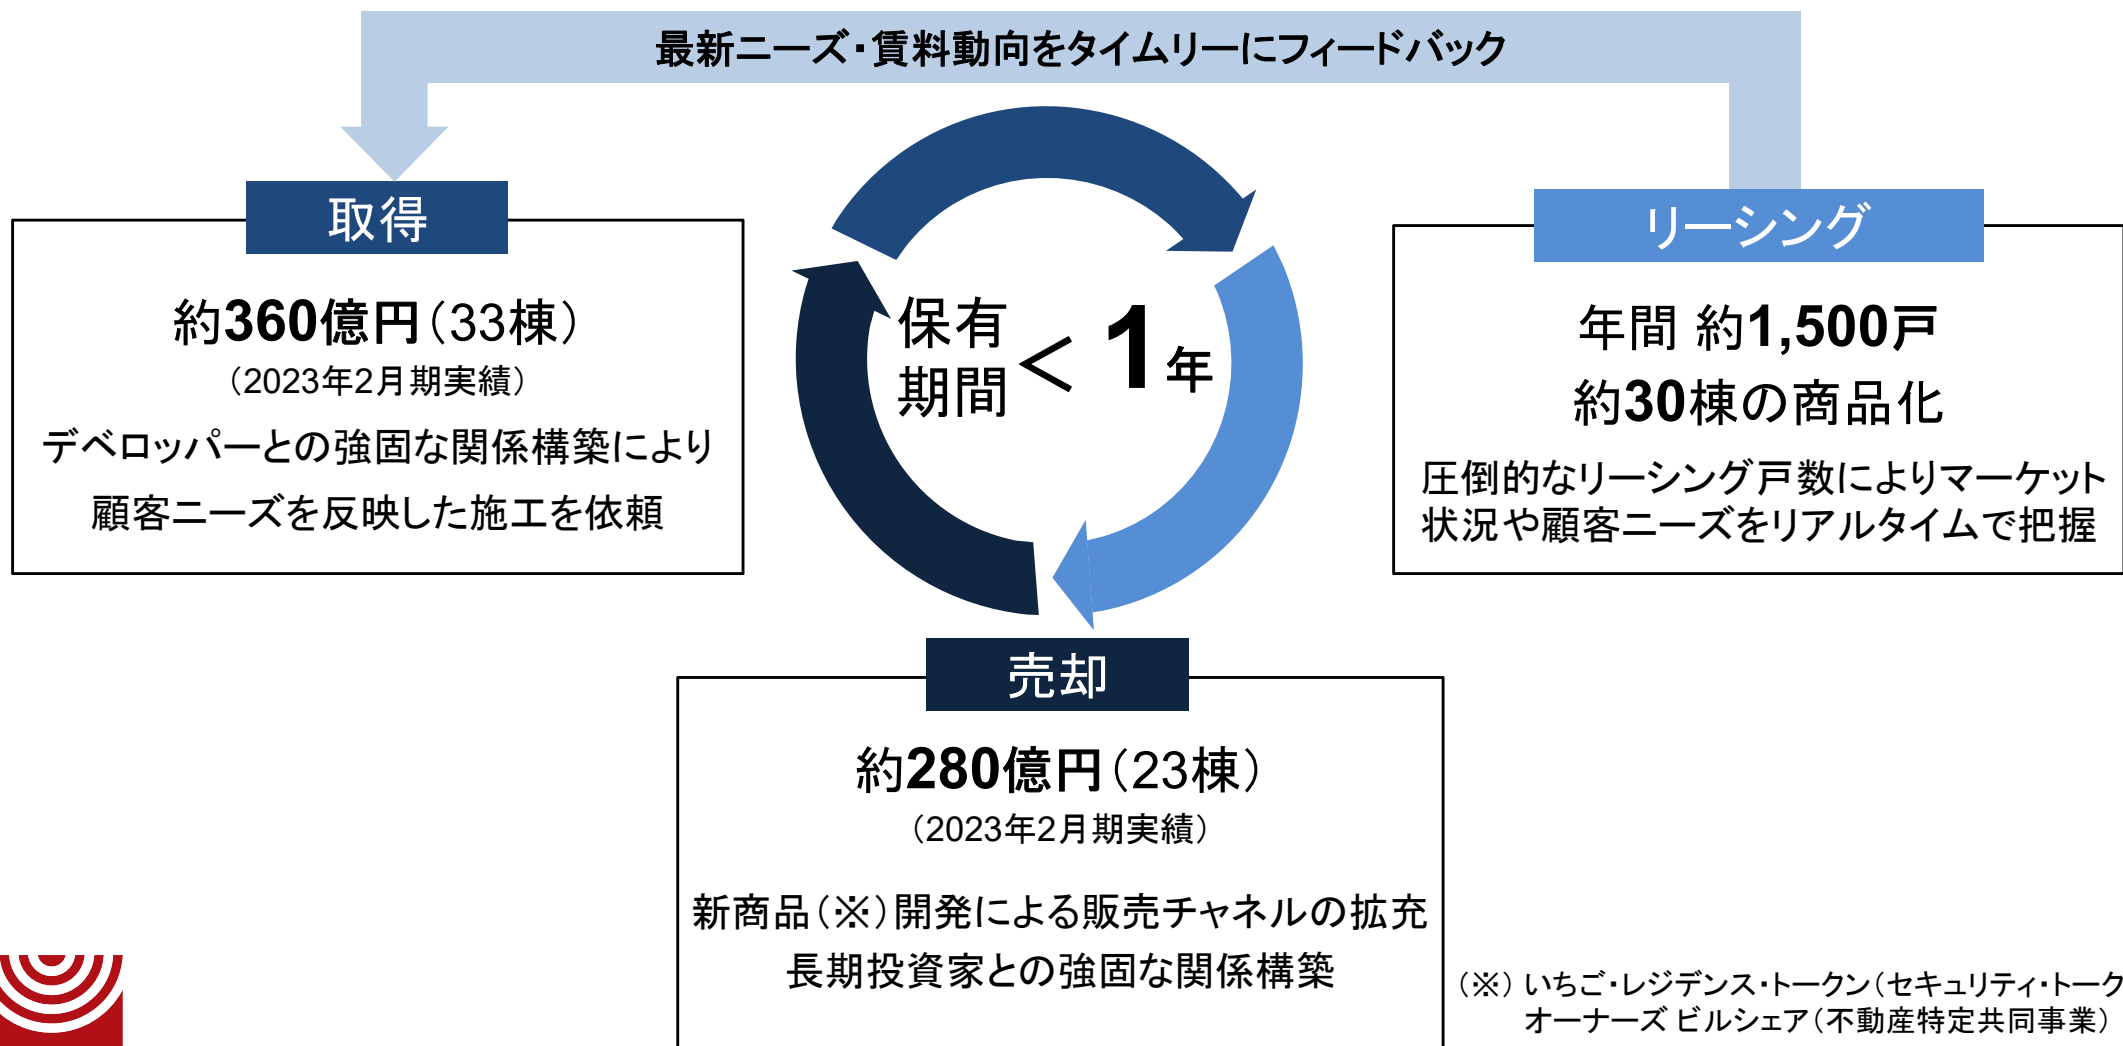 最新ニーズ・賃料動向をタイムリーにフィードバック
取得
約360億円（33棟）
（2023年2月期実績）
デベロッパーとの強固な関係構築により
顧客ニーズを反映した施工を依頼
保有
期間
< 1年
リーシング
年間 約1,500戸
約30棟の商品化
圧倒的なリーシング戸数によりマーケット
状況や顧客ニーズをリアルタイムで把握
売却
約280億円（23棟）
（2023年2月期実績）
新商品（※）開発による販売チャネルの拡充
長期投資家との強固な関係構築
（※）いちご・レジデンス・トークン（セキュリティ・トーク
オーナーズ ビルシェア（不動産特定共同事業）